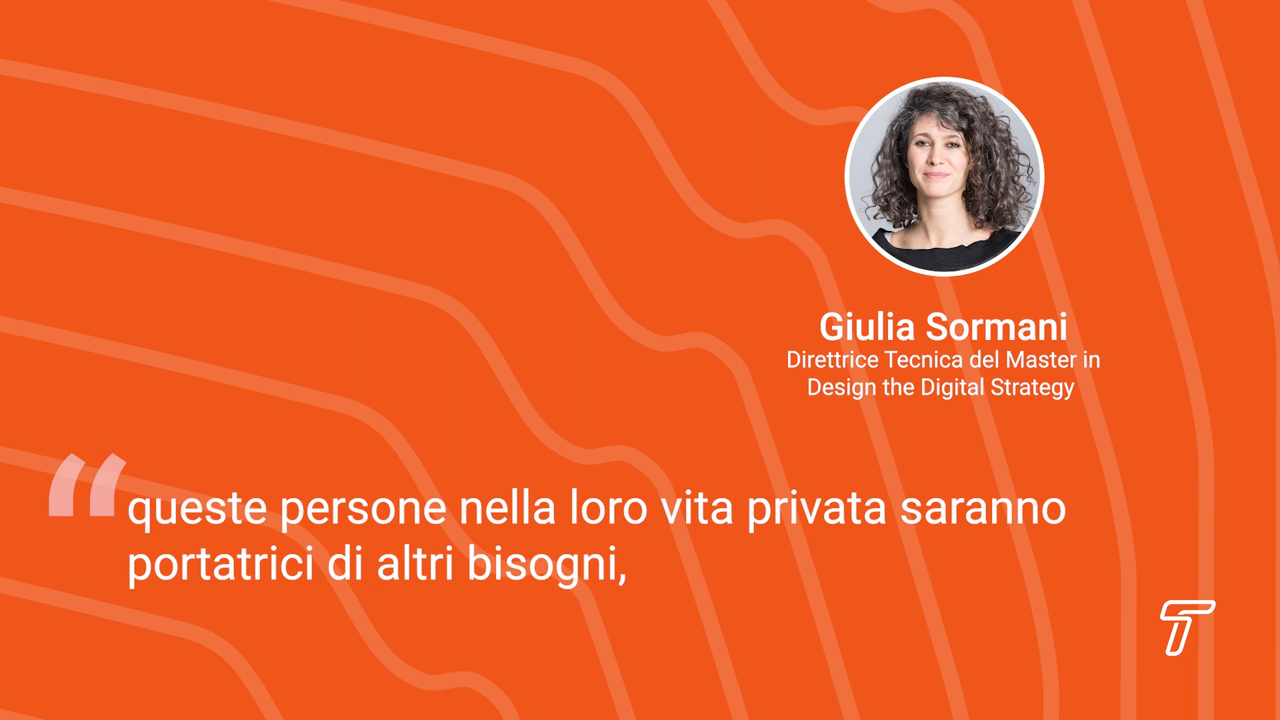 Giulia Sormani
Direttrice Tecnica del Master in
Design the Digital Strategy
“queste persone nella loro vita privata saranno
portatrici di altri bisogni,